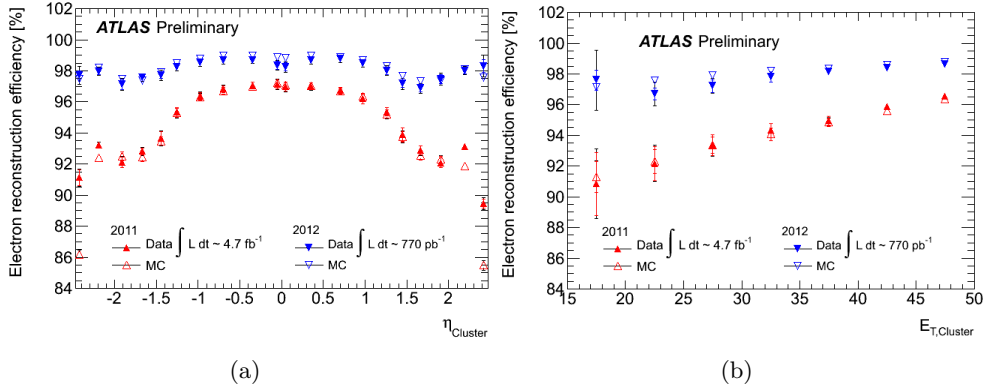 Electron reconstruction efficiency [%]
100
98
96
94
92
90
88
86
84
ATLAS Preliminary
2011
Data ∫ L dt ~ 4.7 fb⁻¹
MC
2012
Data ∫ L dt ~ 770 pb⁻¹
MC
-2 -1.5 -1 -0.5 0 0.5 1 1.5 2
η_Cluster
(a)
Electron reconstruction efficiency [%]
102
100
98
96
94
92
90
88
86
84
ATLAS Preliminary
2011
Data ∫ L dt ~ 4.7 fb⁻¹
MC
2012
Data ∫ L dt ~ 770 pb⁻¹
MC
15 20 25 30 35 40 45 50
E_T,Cluster
(b)